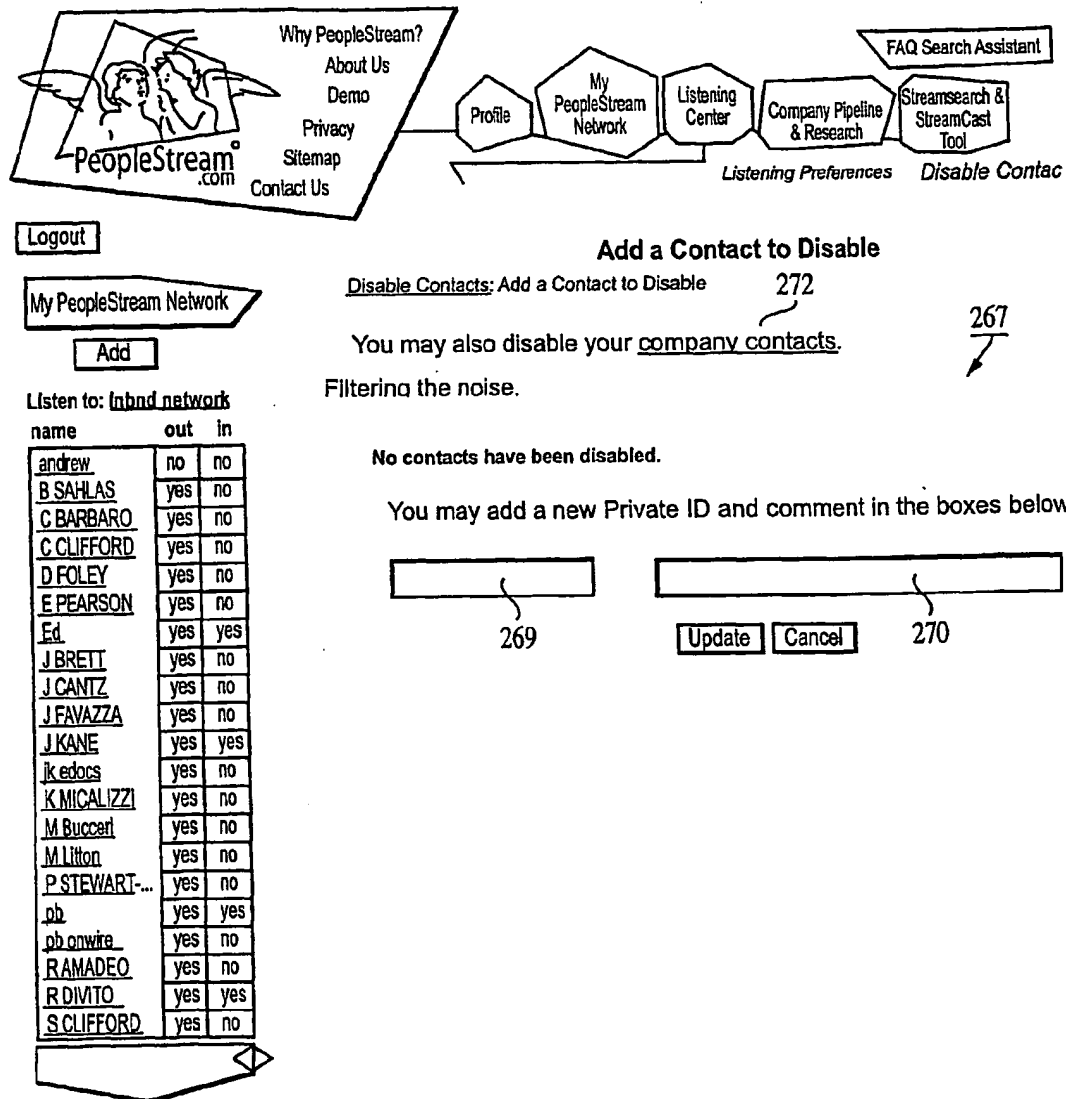 Why PeopleStream?
About Us
Demo
Privacy
Sitemap
Contact Us
PeopleStream
.com
FAQ Search Assistant
Profile
My PeopleStream Network
Listening Center
Company Pipeline & Research
Streamsearch & StreamCast Tool
Listening Preferences Disable Contac
Logout
My PeopleStream Network
Add
Listen to: Inbnd network
name out in
andrew no no
B SAHLAS yes no
C BARBARO yes no
C CLIFFORD yes no
D FOLEY yes no
E PEARSON yes no
Ed yes yes
J BRETT yes no
J CANTZ yes no
J FAVAZZA yes no
J KANE yes yes
jk edocs yes no
K MICALIZZI yes no
M Buccerl yes no
M Litton yes no
P STEWART-... yes no
pb yes yes
pb onwire yes no
R AMADEO yes no
R DIVITO yes yes
S CLIFFORD yes no
Add a Contact to Disable
Disable Contacts: Add a Contact to Disable
272
You may also disable your company contacts.
267
Filtering the noise.
No contacts have been disabled.
You may add a new Private ID and comment in the boxes below
269
270
Update Cancel